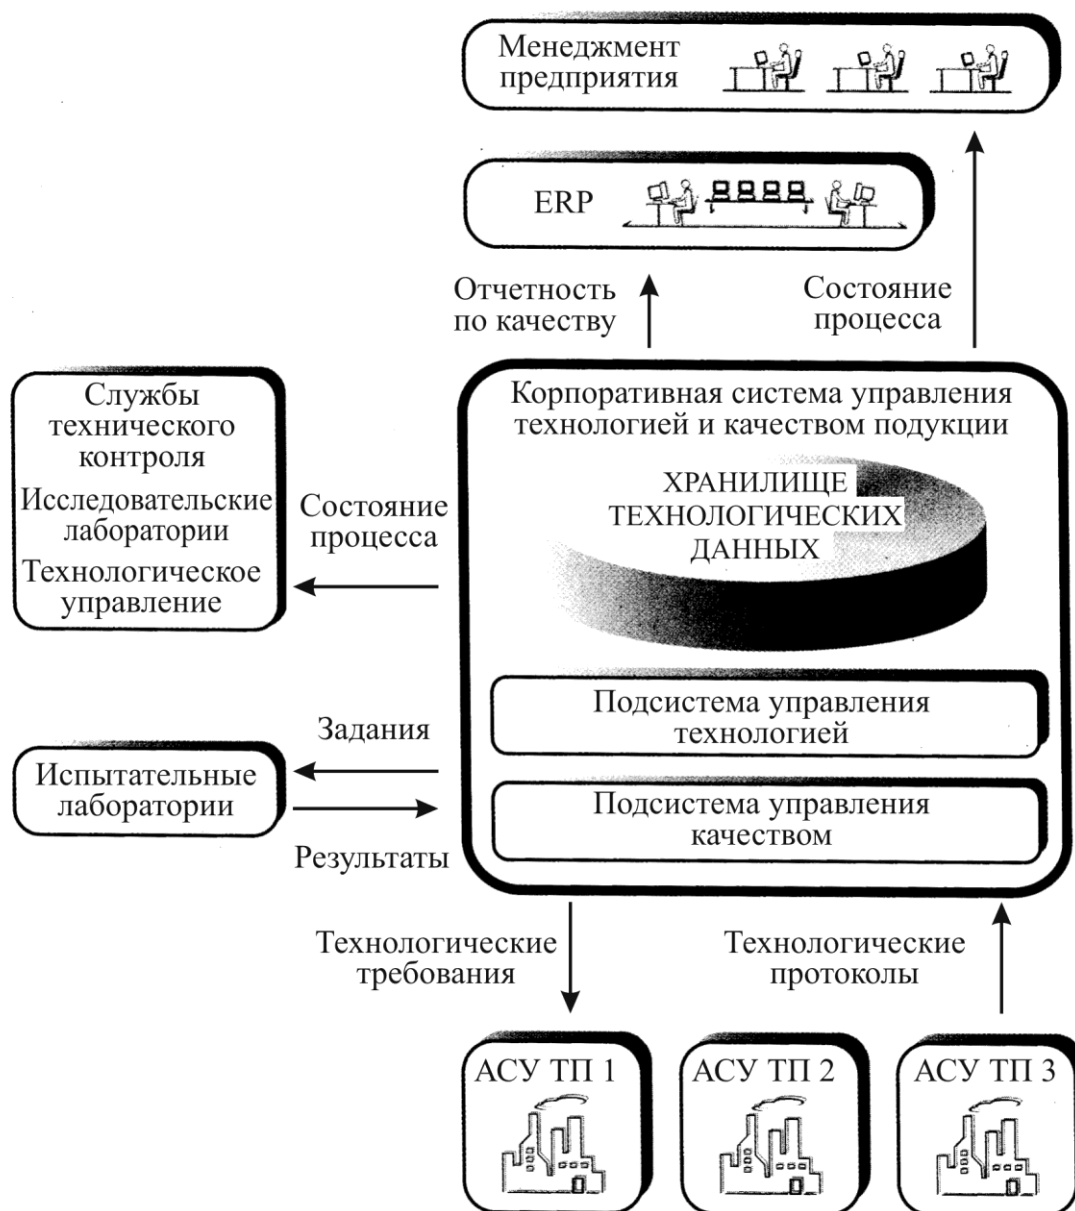 Менеджмент
предприятия
ERP
Отчетность
по качеству
Состояние
процесса
Службы
технического
контроля
Исследовательские
лаборатории
Технологическое
управление
Состояние
процесса
Корпоративная система управления
технологией и качеством подукции
ХРАНИЛИЩЕ
ТЕХНОЛОГИЧЕСКИХ
ДАННЫХ
Подсистема управления
технологией
Задания
Испытательные
лаборатории
Результаты
Подсистема управления
качеством
Технологические
требования
Технологические
протоколы
АСУ ТП 1
АСУ ТП 2
АСУ ТП 3